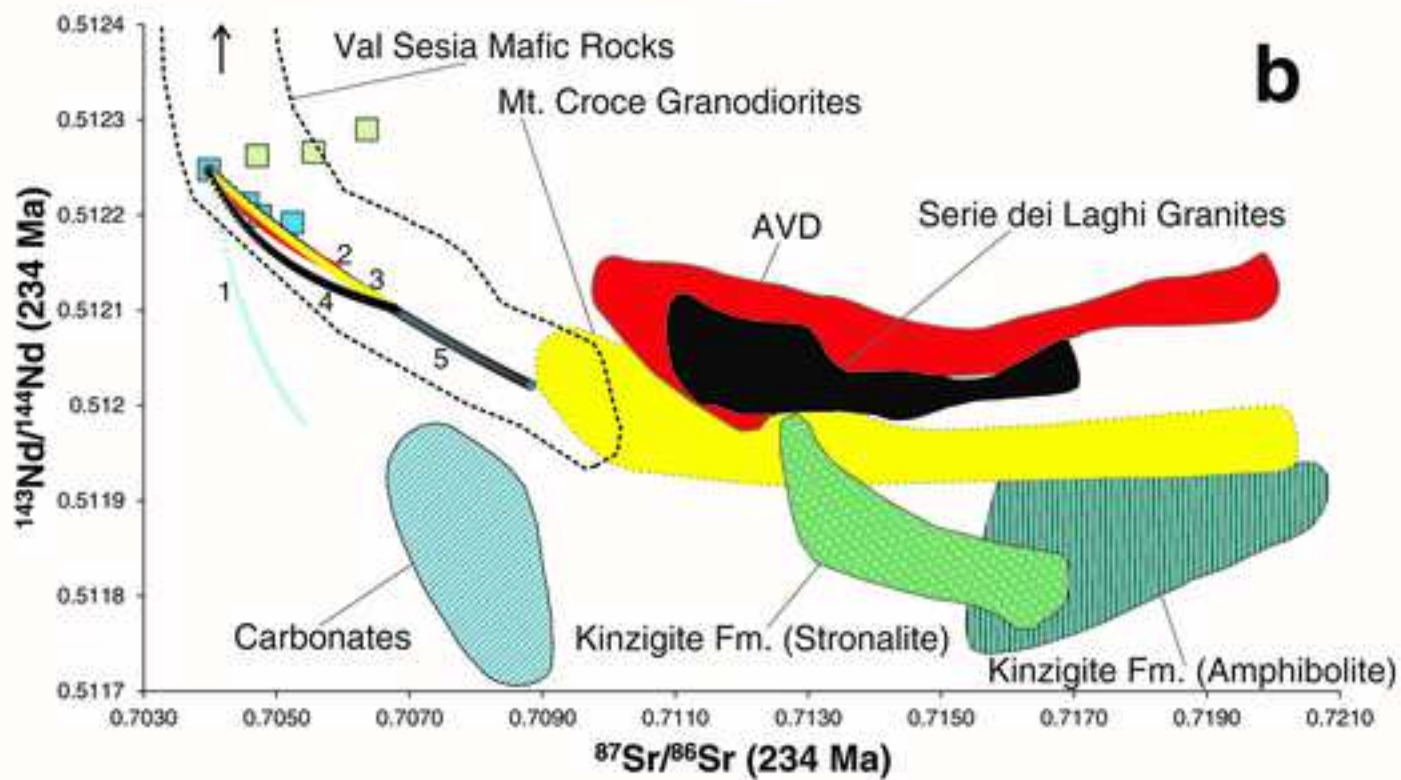 b
0.5124
0.5123
0.5122
0.5121
0.512
0.5119
0.5118
0.5117
143Nd/144Nd (234 Ma)
Val Sesia Mafic Rocks
Mt. Croce Granodiorites
AVD
Serie dei Laghi Granites
1
2
3
4
5
Carbonates
Kinzigite Fm. (Stronalite)
Kinzigite Fm. (Amphibolite)
0.7030 0.7050 0.7070 0.7090 0.7110 0.7130 0.7150 0.7170 0.7190 0.7210
87Sr/86Sr (234 Ma)